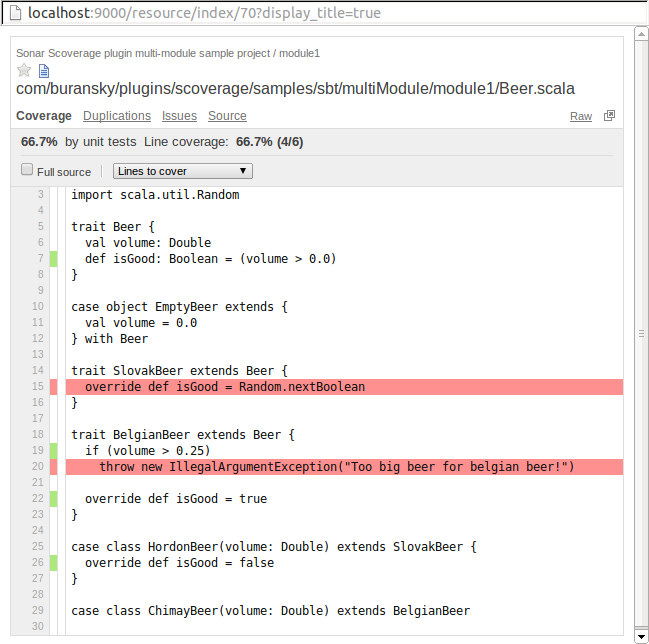 localhost:9000/resource/index/70?display_title=true
Sonar Scoverage plugin multi-module sample project / module1
com/buransky/plugins/scoverage/samples/sbt/multiModule/module1/Beer.scala
Coverage Duplications Issues Source Raw
66.7% by unit tests Line coverage: 66.7% (4/6)
Full source Lines to cover
3 import scala.util.Random
4
5 trait Beer {
6 val volume: Double
7 def isGood: Boolean = (volume > 0.0)
8 }
9
10 case object EmptyBeer extends {
11 val volume = 0.0
12 } with Beer
13
14 trait SlovakBeer extends Beer {
15 override def isGood = Random.nextBoolean
16 }
17
18 trait BelgianBeer extends Beer {
19 if (volume > 0.25)
20 throw new IllegalArgumentException("Too big beer for belgian beer!")
21
22 override def isGood = true
23 }
24
25 case class HordonBeer(volume: Double) extends SlovakBeer {
26 override def isGood = false
27 }
28
29 case class ChimayBeer(volume: Double) extends BelgianBeer
30